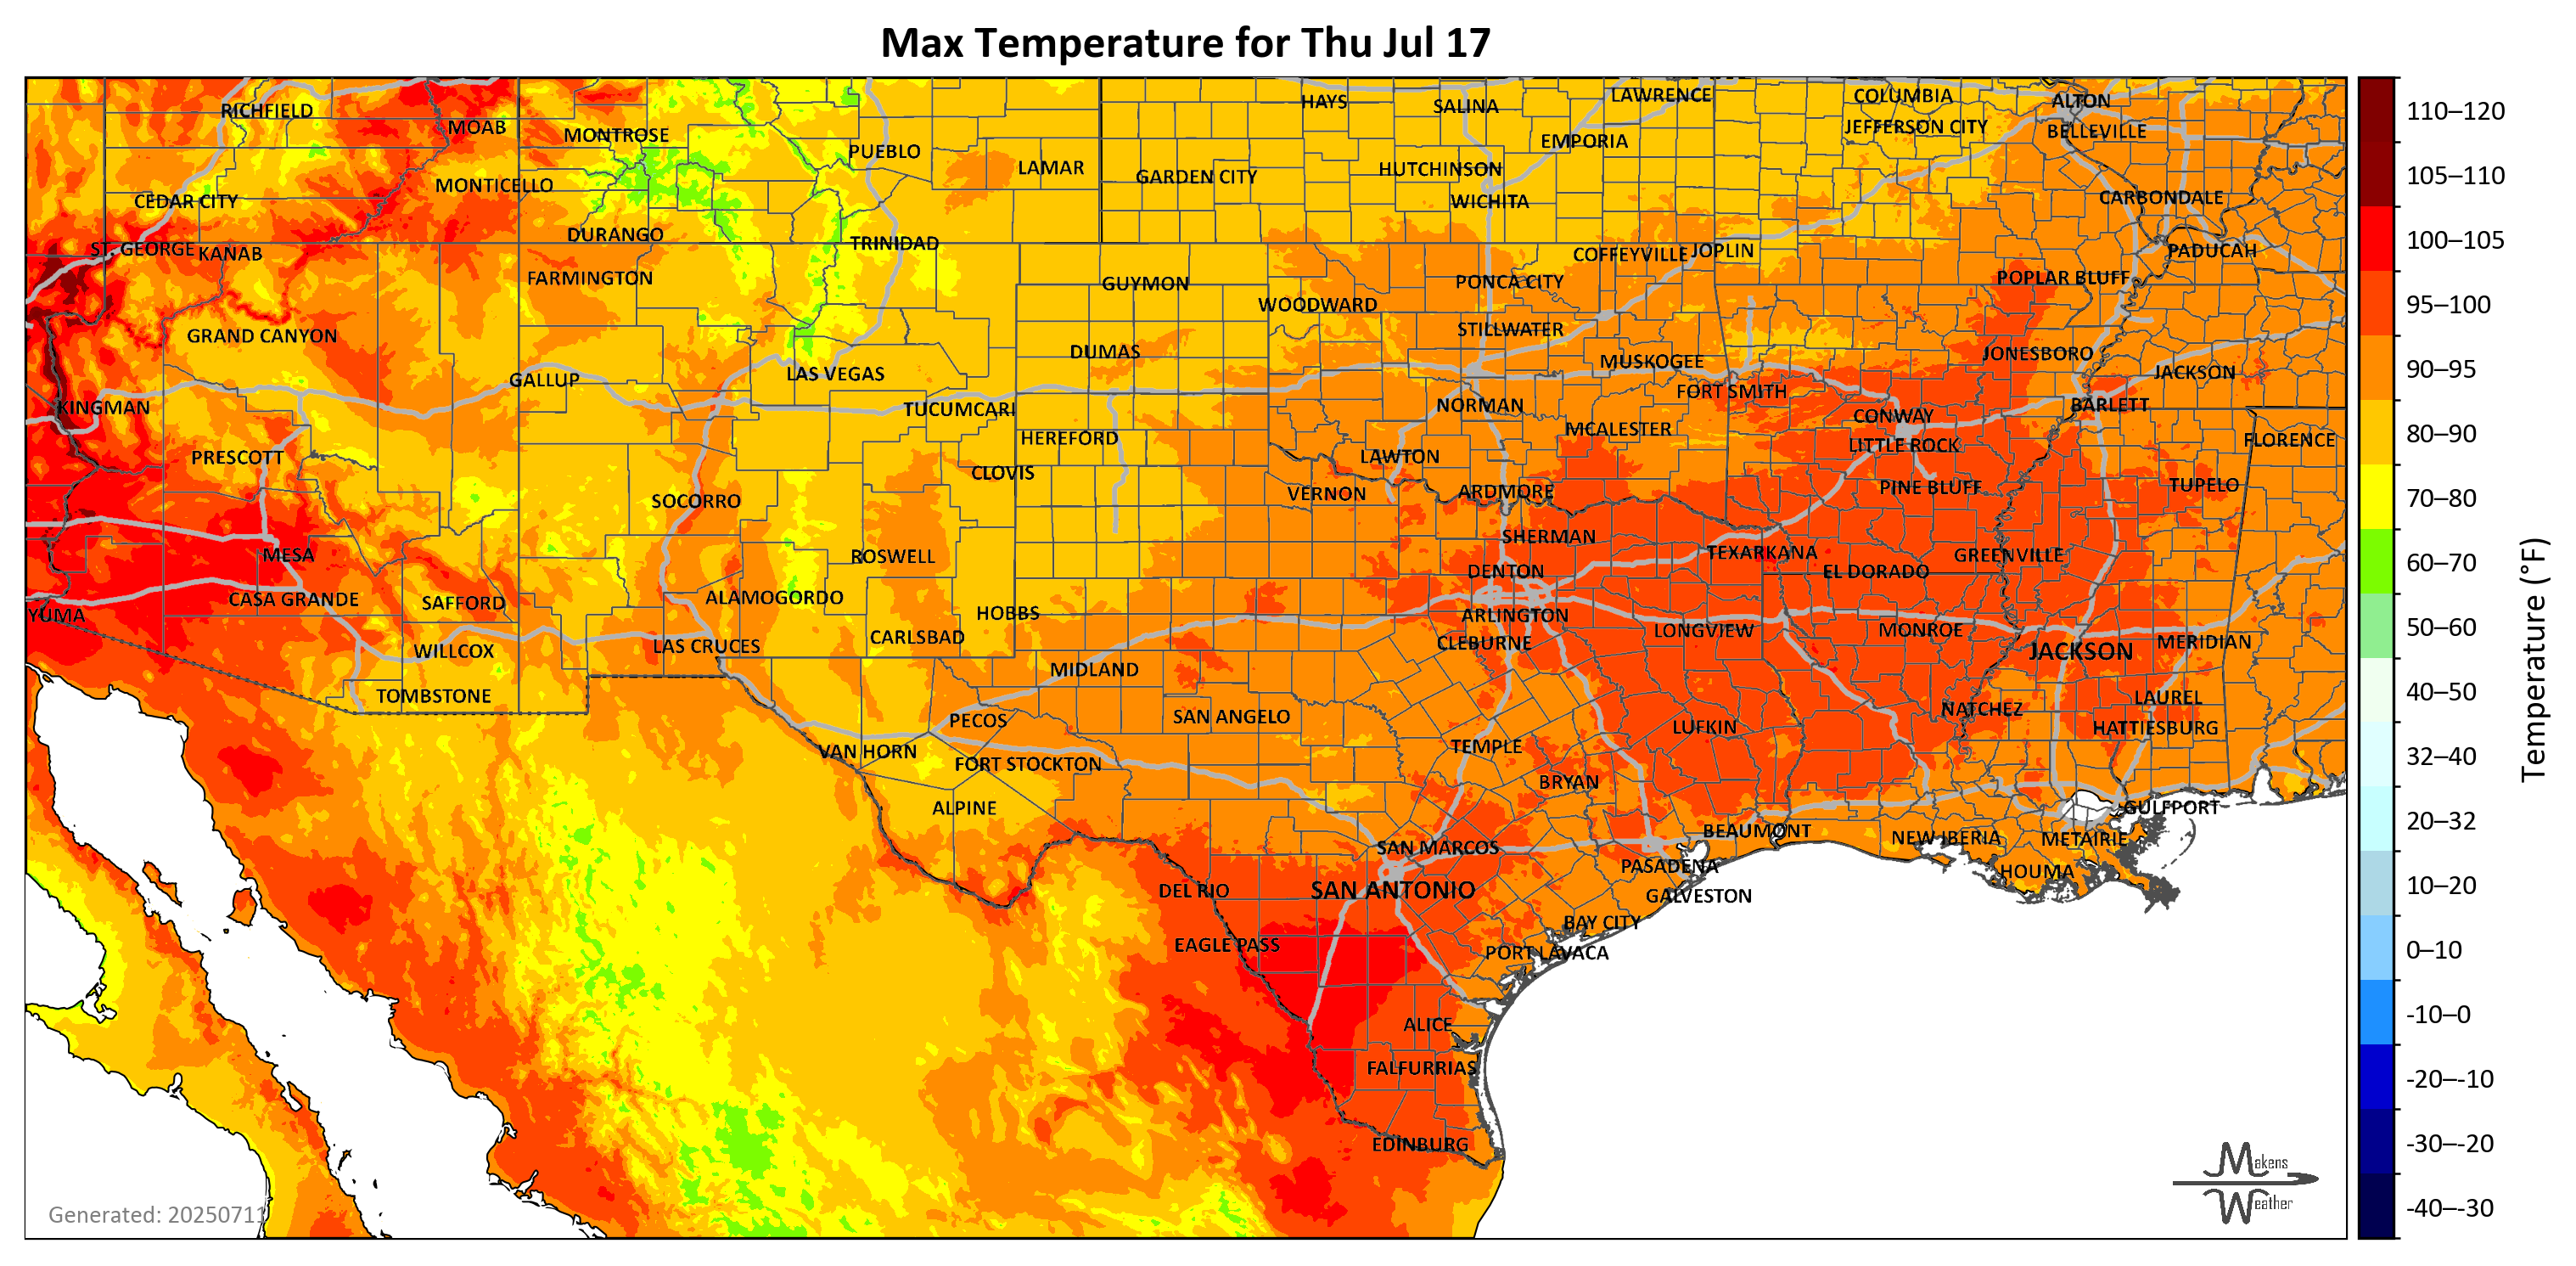 Max Temperature for Thu Jul 17
RICHFIELD
MOAB
MONTROSE
PUEBLO
LAMAR
HAYS
SALINA
LAWRENCE
COLUMBIA
ALTON
JEFFERSON CITY
BELLEVILLE
EMPORIA
HUTCHINSON
GARDEN CITY
MONTICELLO
CEDAR CITY
WICHITA
CARBONDALE
DURANGO
TRINIDAD
ST. GEORGE
KANAB
COFFEYVILLE
JOPLIN
PADUCAH
FARMINGTON
GUYMON
PONCA CITY
POPLAR BLUFF
WOODWARD
GRAND CANYON
STILLWATER
DUMAS
MUSKOGEE
JONESBORO
GALLUP
LAS VEGAS
FORT SMITH
JACKSON
KINGMAN
TUCUMCARI
NORMAN
CONWAY
BARLETT
HEREFORD
MCALESTER
LITTLE ROCK
FLORENCE
PRESCOTT
CLOVIS
LAWTON
SOCORRO
VERNON
ARDMORE
PINE BLUFF
TUPELO
MESA
ROSWELL
SHERMAN
TEXARKANA
GREENVILLE
DENTON
EL DORADO
CASA GRANDE
SAFFORD
ALAMOGORDO
HOBBS
YUMA
ARLINGTON
CARLSBAD
LONGVIEW
MONROE
WILLCOX
LAS CRUCES
CLEBURNE
JACKSON
MERIDIAN
MIDLAND
TOMBSTONE
LAUREL
PECOS
SAN ANGELO
NATCHEZ
LUFKIN
HATTIESBURG
VAN HORN
FORT STOCKTON
TEMPLE
BRYAN
ALPINE
GULFPORT
BEAUMONT
NEW IBERIA
METAIRIE
SAN MARCOS
PASADENA
HOUMA
DEL RIO
SAN ANTONIO
GALVESTON
BAY CITY
EAGLE PASS
PORT LAVACA
ALICE
FALFURRIAS
EDINBURG
Generated: 20250711
Makens
Weather
110–120
105–110
100–105
95–100
90–95
80–90
70–80
60–70
50–60
40–50
32–40
20–32
10–20
0–10
-10–0
-20–-10
-30–-20
-40–-30
Temperature (°F)